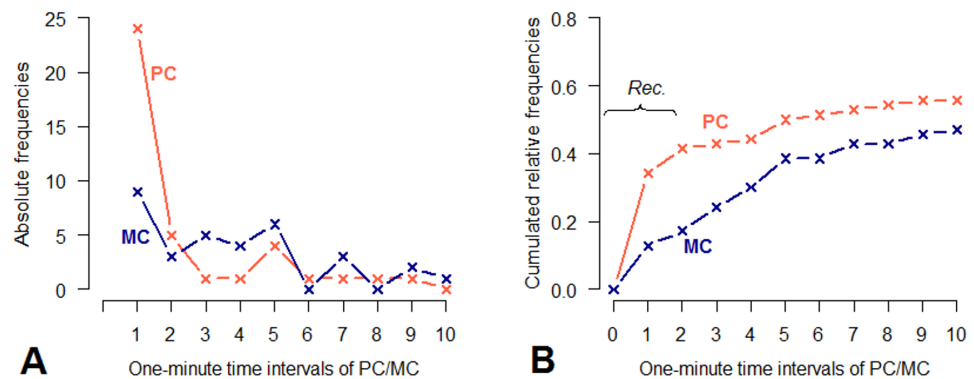 Absolute frequencies
25
20
15
10
5
0
PC
MC
1 2 3 4 5 6 7 8 9 10
One-minute time intervals of PC/MC
A
Cumulated relative frequencies
0.8
0.6
0.4
0.2
0.0
Rec.
PC
MC
0 1 2 3 4 5 6 7 8 9 10
One-minute time intervals of PC/MC
B